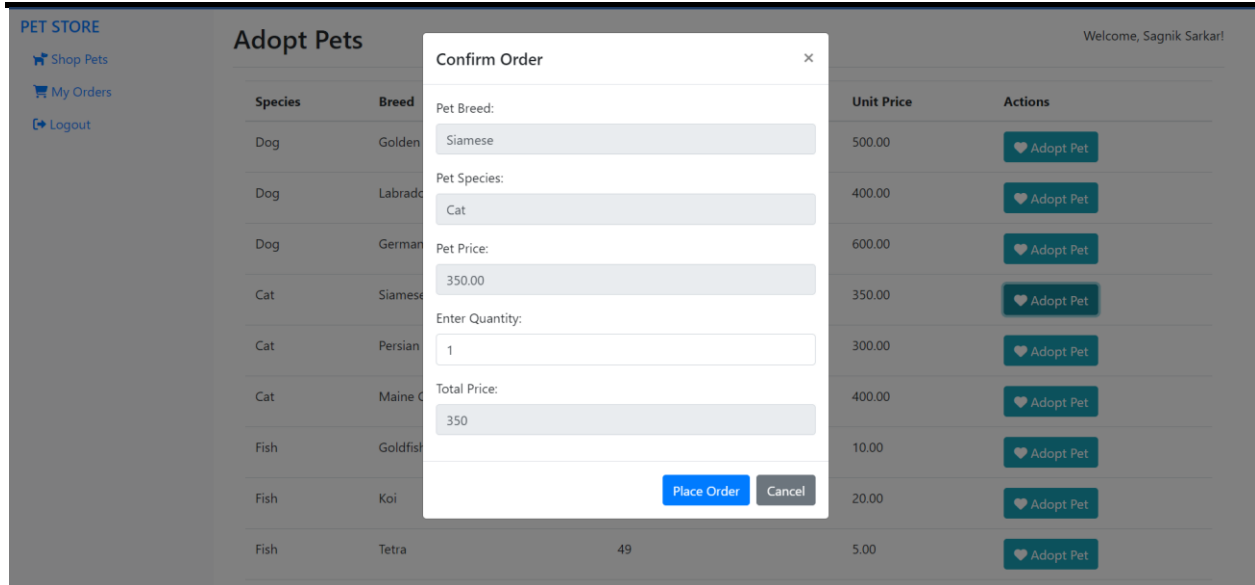 PET STORE
Shop Pets
My Orders
Logout
Adopt Pets
Welcome, Sagnik Sarkar!
Species Breed Unit Price Actions
Dog Golden 500.00 Adopt Pet
Dog 400.00 Adopt Pet
Dog German 600.00 Adopt Pet
Cat Siamese 350.00 Adopt Pet
Cat Persian 300.00 Adopt Pet
Cat Maine 400.00 Adopt Pet
Fish Goldfish 10.00 Adopt Pet
Fish Koi 20.00 Adopt Pet
Fish Tetra 49 5.00 Adopt Pet
Confirm Order ×
Pet Breed:
Siamese
Pet Species:
Cat
Pet Price:
350.00
Enter Quantity:
1
Total Price:
350
Place Order Cancel